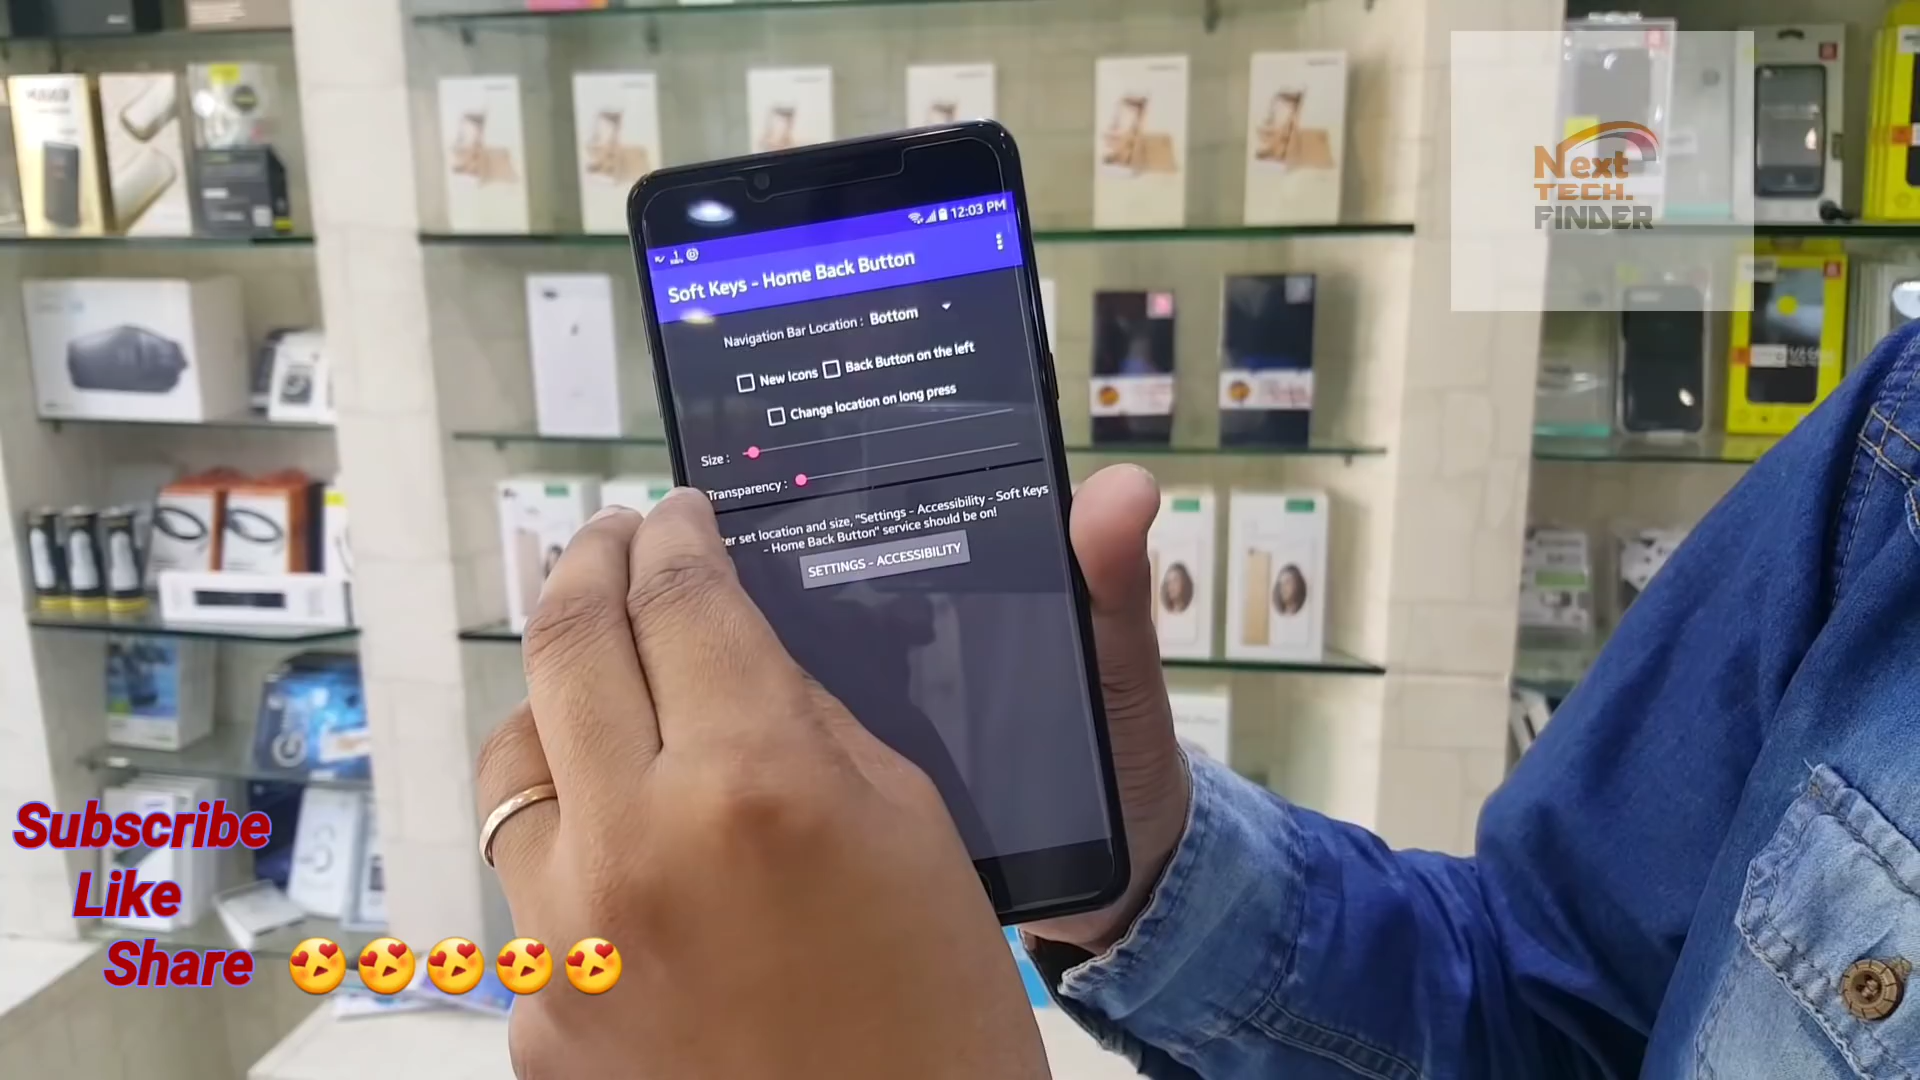 Next
TECH.
FINDER
12:03 PM
Soft Keys - Home Back Button
Navigation Bar Location : Bottom
New Icons
Back Button on the left
Change location on long press
Size :
Transparency :
er set location and size, "Settings - Accessibility - Soft Keys
- Home Back Button" service should be on!
SETTINGS - ACCESSIBILITY
Subscribe
Like
Share